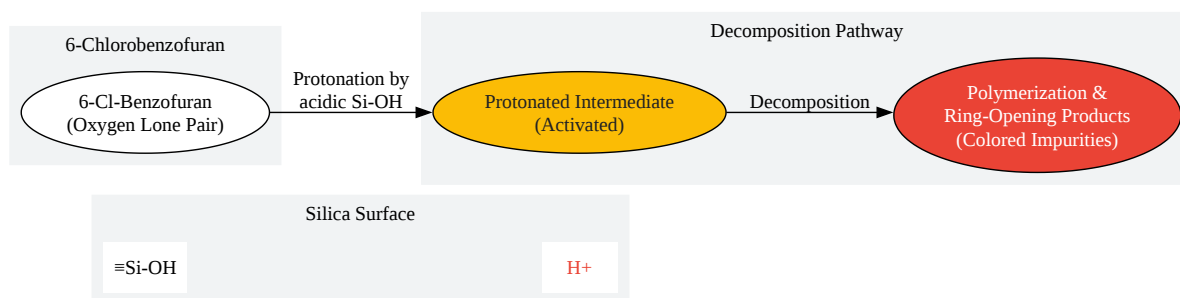 6-Chlorobenzofuran
6-Cl-Benzofuran
(Oxygen Lone Pair)
Protonation by
acidic Si-OH
Decomposition Pathway
Protonated Intermediate
(Activated)
Decomposition
Polymerization &
Ring-Opening Products
(Colored Impurities)
Silica Surface
≡Si-OH
H+